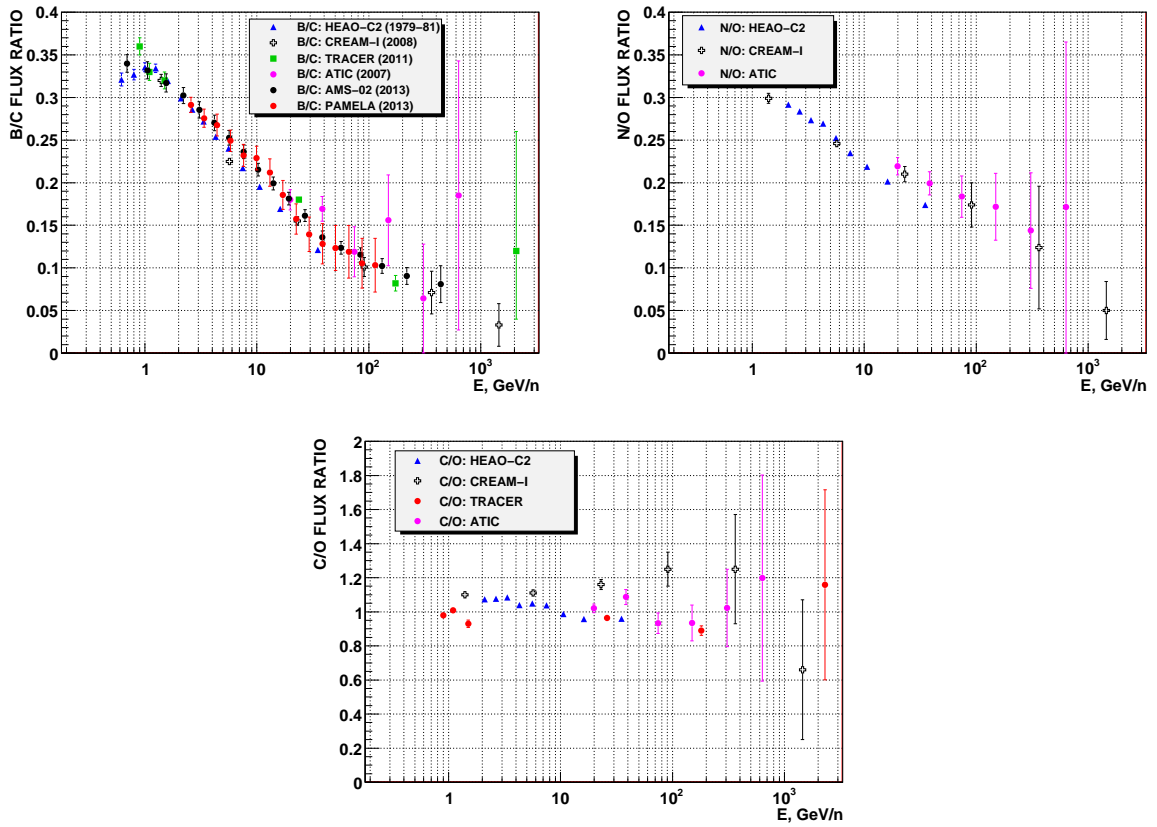 B/C FLUX RATIO
0.4
0.35
0.3
0.25
0.2
0.15
0.1
0.05
0
B/C: HEAO−C2 (1979−81)
B/C: CREAM−I (2008)
B/C: TRACER (2011)
B/C: ATIC (2007)
B/C: AMS−02 (2013)
B/C: PAMELA (2013)
1 10 10² 10³
E, GeV/n
N/O FLUX RATIO
0.4
0.35
0.3
0.25
0.2
0.15
0.1
0.05
0
N/O: HEAO−C2
N/O: CREAM−I
N/O: ATIC
1 10 10² 10³
E, GeV/n
C/O FLUX RATIO
2
1.8
1.6
1.4
1.2
1
0.8
0.6
0.4
0.2
0
C/O: HEAO−C2
C/O: CREAM−I
C/O: TRACER
C/O: ATIC
1 10 10² 10³
E, GeV/n